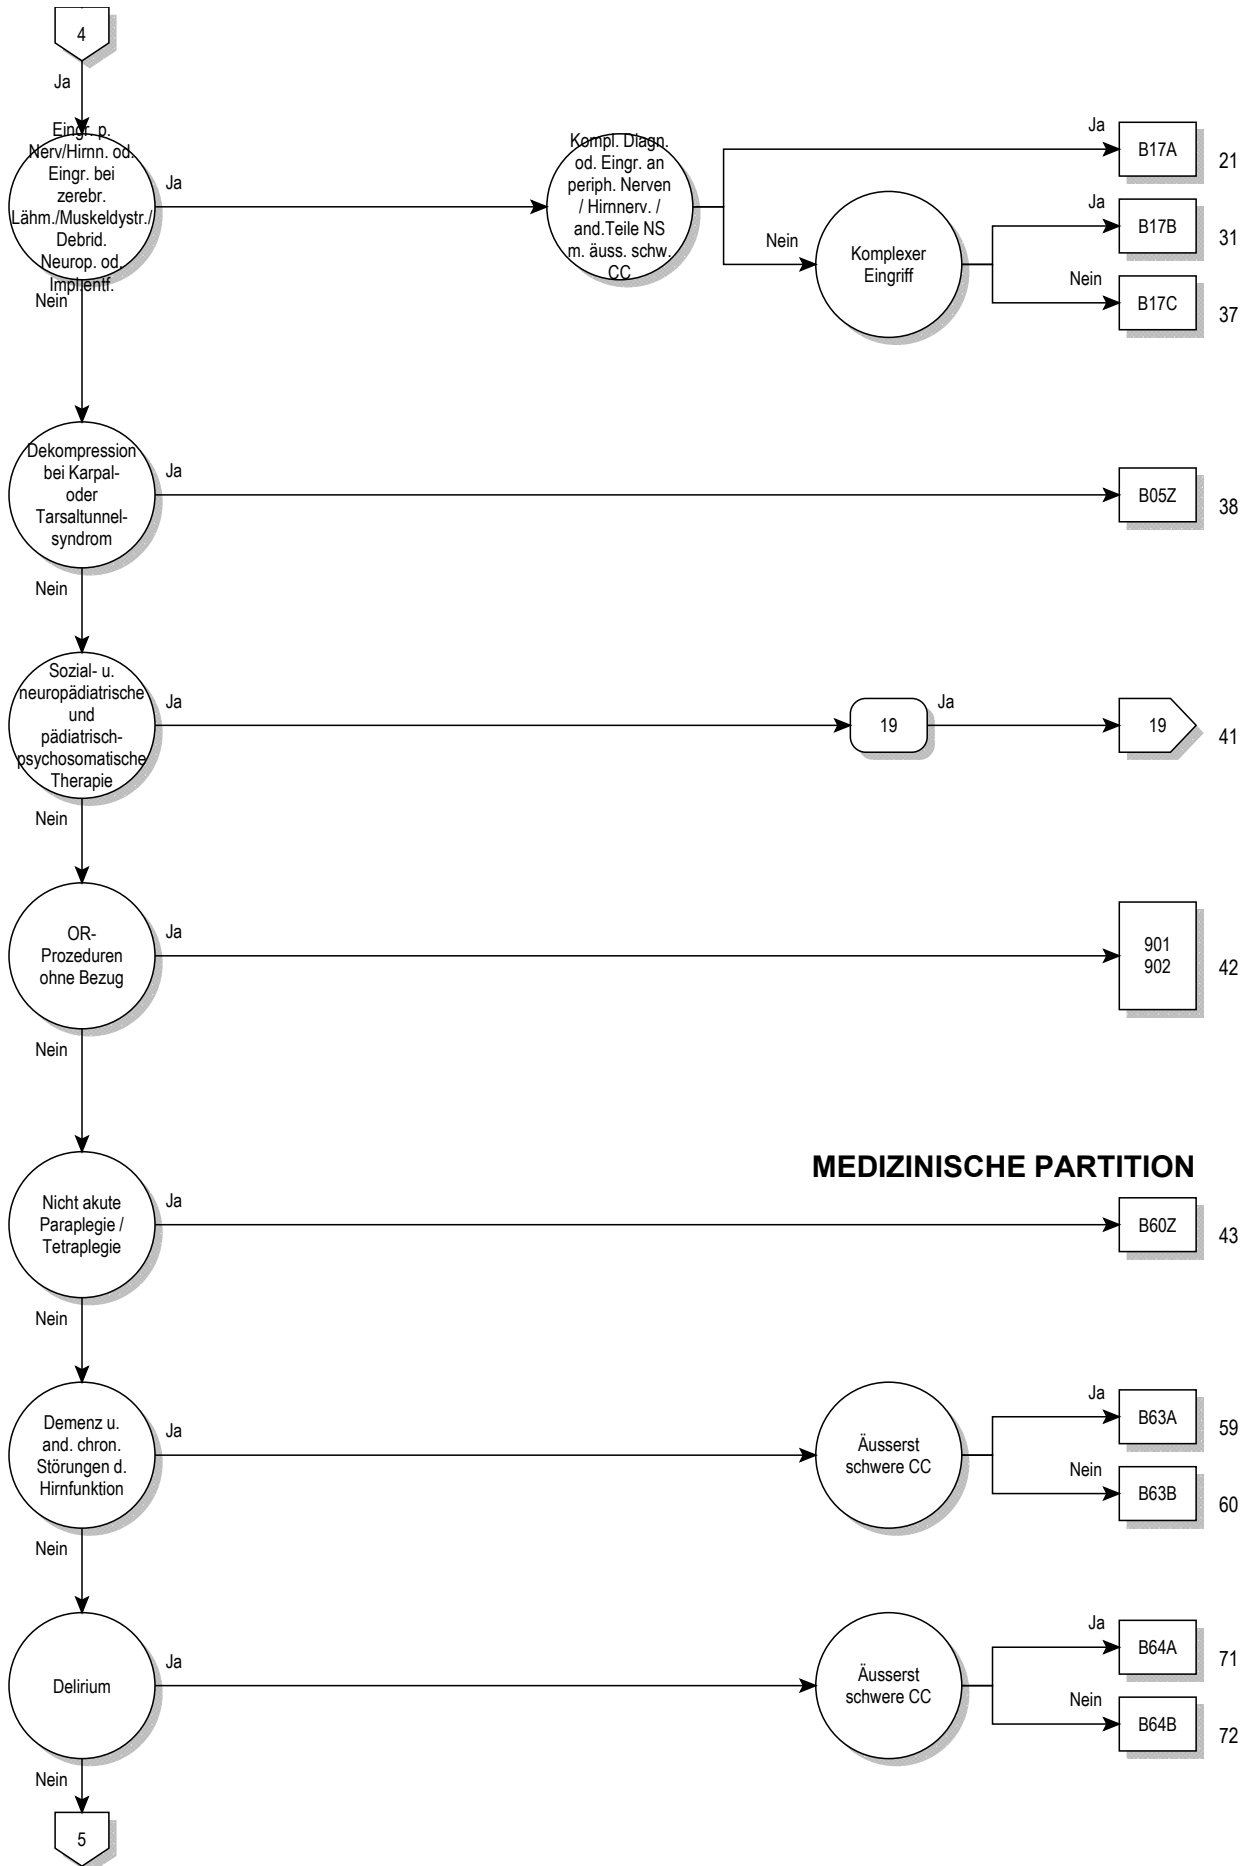 4
Ja
Eingr. p.
Nerv/Hirnn. od.
Eingr. bei
zerebr.
Lähm./Muskeldystr./
Debrid.
Neurop. od.
Impl.entf.
Ja
Kompl. Diagn.
od. Eingr. an
periph. Nerven
/ Hirnnerv. /
and.Teile NS
m. äuss. schw.
CC
Ja
B17A
21
Nein
Komplexer
Eingriff
Ja
B17B
31
Nein
B17C
37
Nein
Dekompression
bei Karpal-
oder
Tarsaltunnel-
syndrom
Ja
B05Z
38
Nein
Sozial- u.
neuropädiatrische
und
pädiatrisch-
psychosomatische
Therapie
Ja
19
Ja
19
41
Nein
OR-
Prozeduren
ohne Bezug
Ja
901
902
42
Nein
MEDIZINISCHE PARTITION
Nicht akute
Paraplegie /
Tetraplegie
Ja
B60Z
43
Nein
Demenz u.
and. chron.
Störungen d.
Hirnfunktion
Ja
Äusserst
schwere CC
Ja
B63A
59
Nein
B63B
60
Nein
Delirium
Ja
Äusserst
schwere CC
Ja
B64A
71
Nein
B64B
72
Nein
5